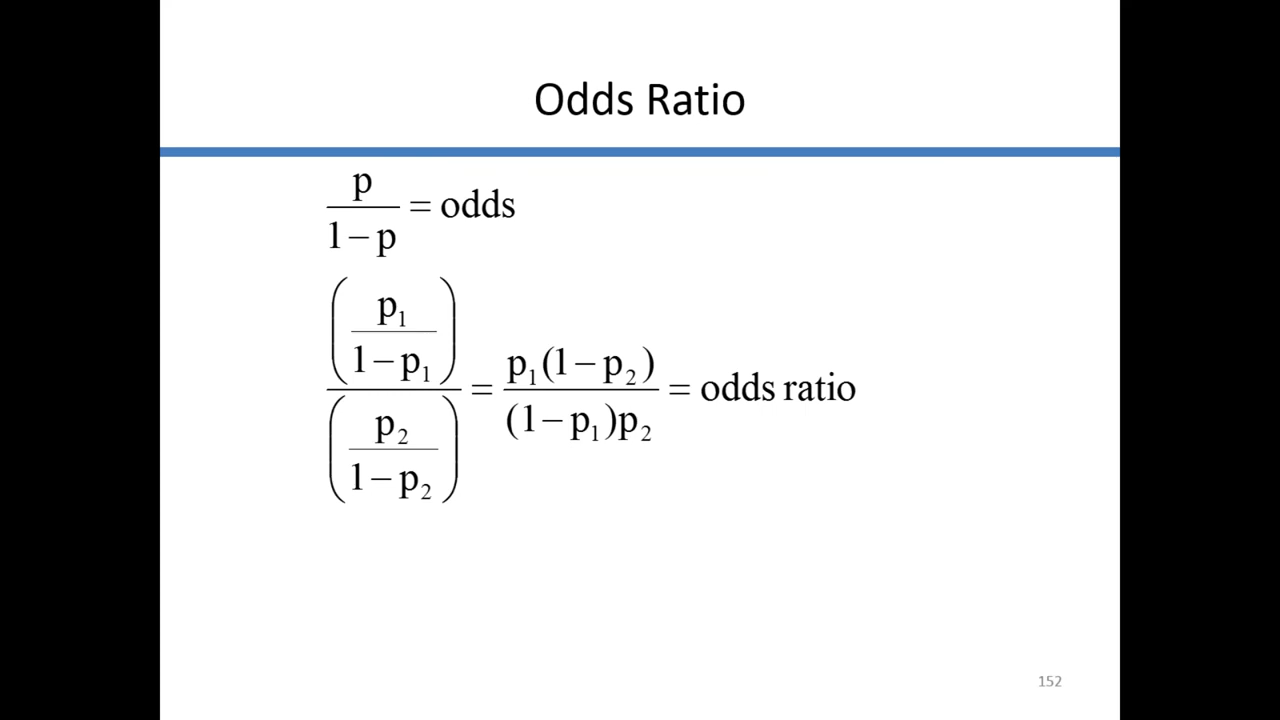 Odds Ratio
p / (1 − p) = odds
(p₁ / (1 − p₁)) / (p₂ / (1 − p₂)) = p₁(1 − p₂) / (1 − p₁)p₂ = odds ratio
152